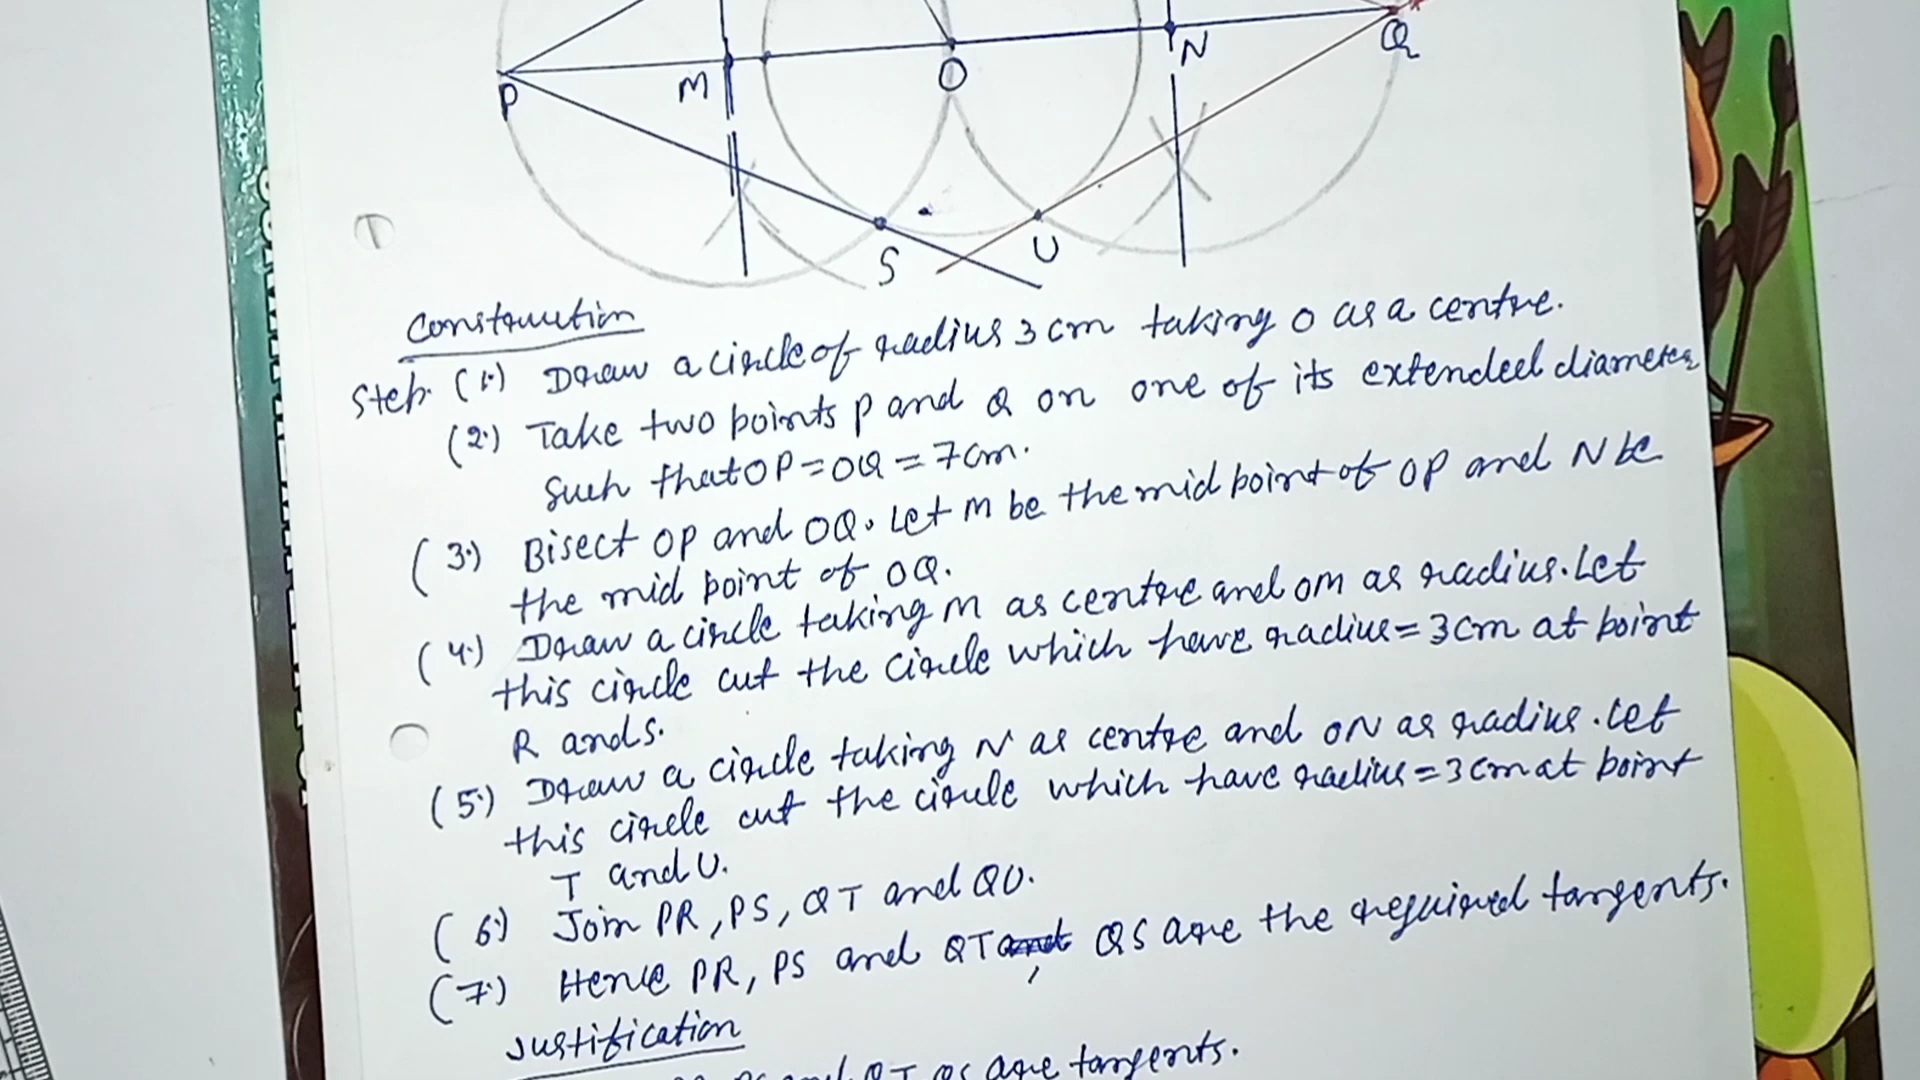 P
M
O
N
Q
S
U
Construction
Step. (1.) Draw a circle of radius 3 cm taking O as a centre.
(2.) Take two points P and Q on one of its extended diameter
such that OP = OQ = 7cm.
(3.) Bisect OP and OQ. Let M be the mid point of OP and N be
the mid point of OQ.
(4.) Draw a circle taking M as centre and OM as radius. Let
this circle cut the circle which have radius = 3cm at point
R and S.
(5.) Draw a circle taking N as centre and ON as radius. Let
this circle cut the circle which have radius = 3cm at point
T and U.
(6.) Join PR, PS, QT and QU.
(7.) Hence PR, PS and QT, QS are the required tangents.
Justification
and QT QS are tangents.